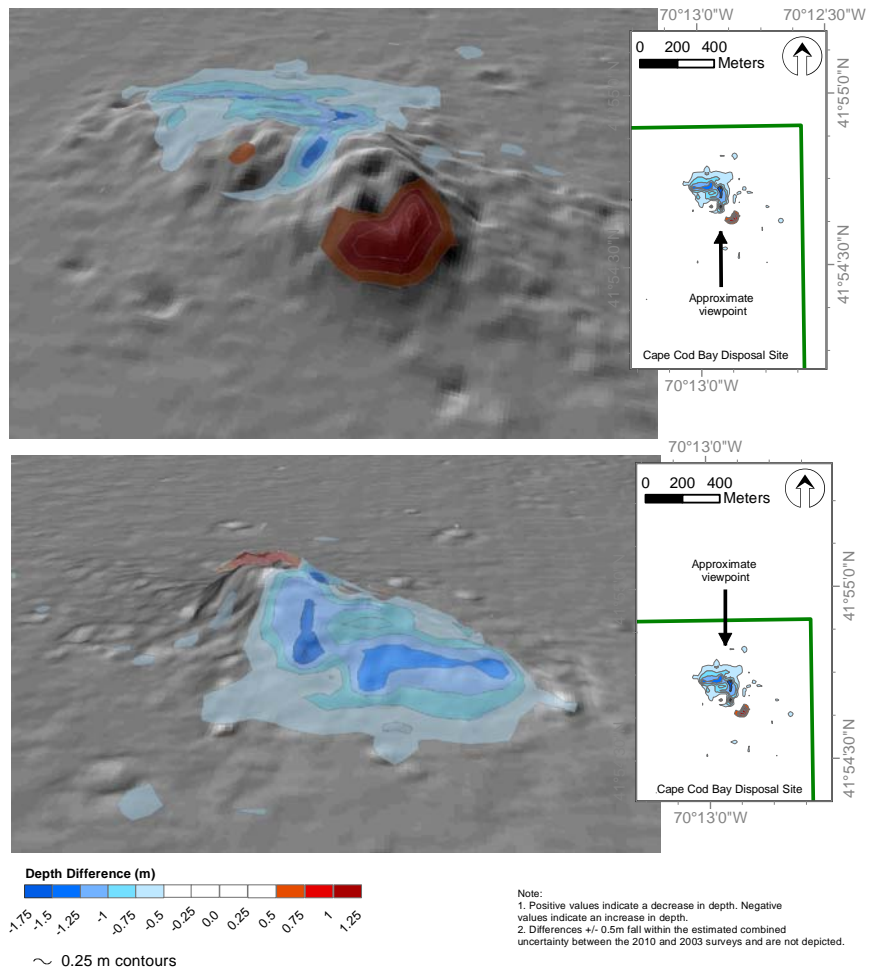 70°13'0"W 70°12'30"W
0 200 400
Meters
41°55'0"N
41°54'30"N
Approximate
viewpoint
Cape Cod Bay Disposal Site
70°13'0"W
41°54'30"N
70°13'0"W
0 200 400
Meters
Approximate
viewpoint
41°55'0"N
41°54'30"N
Cape Cod Bay Disposal Site
70°13'0"W
Depth Difference (m)
-1.75 -1.5 -1.25 -1 -0.75 -0.5 -0.25 0.0 0.25 0.5 0.75 1 1.25
0.25 m contours
Note:
1. Positive values indicate a decrease in depth. Negative
values indicate an increase in depth.
2. Differences +/- 0.5m fall within the estimated combined
uncertainty between the 2010 and 2003 surveys and are not depicted.